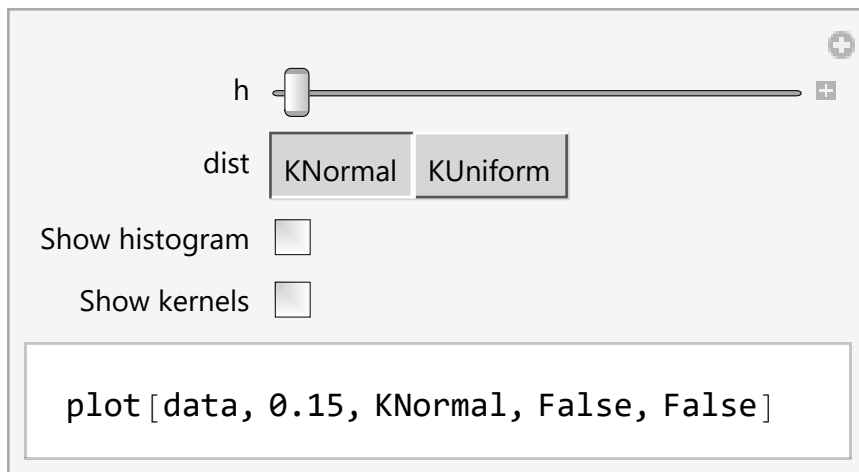 h
dist KNormal KUniform
Show histogram
Show kernels
plot[data, 0.15, KNormal, False, False]